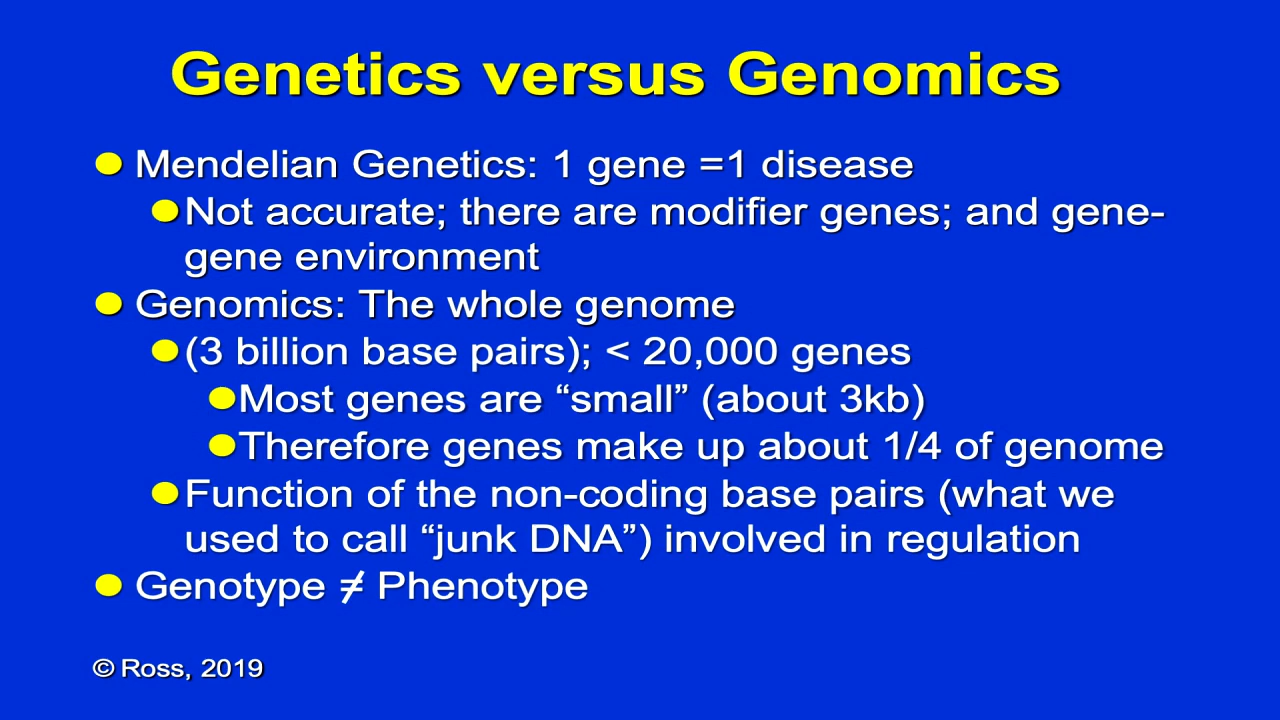 Genetics versus Genomics
Mendelian Genetics: 1 gene =1 disease
Not accurate; there are modifier genes; and gene-
gene environment
Genomics: The whole genome
(3 billion base pairs); < 20,000 genes
Most genes are “small” (about 3kb)
Therefore genes make up about 1/4 of genome
Function of the non-coding base pairs (what we
used to call “junk DNA”) involved in regulation
Genotype ≠ Phenotype
© Ross, 2019